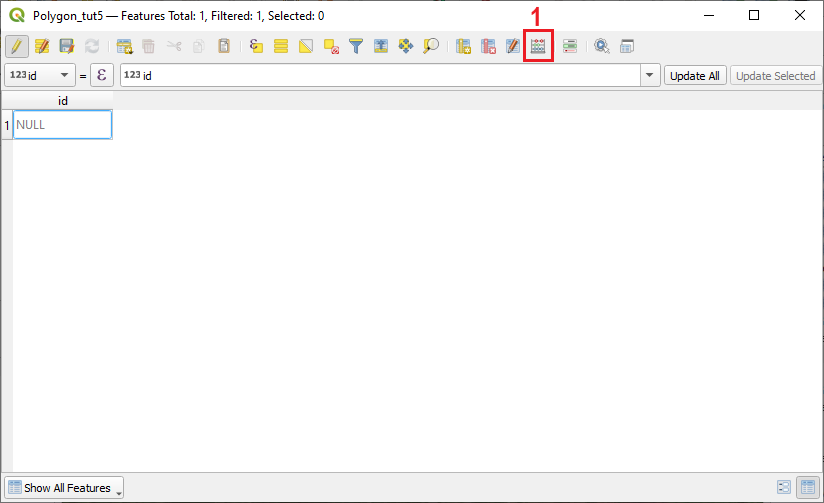 1
Polygon_tut5 — Features Total: 1, Filtered: 1, Selected: 0
123 id = ε 123 id Update All Update Selected
id
1 NULL
Show All Features